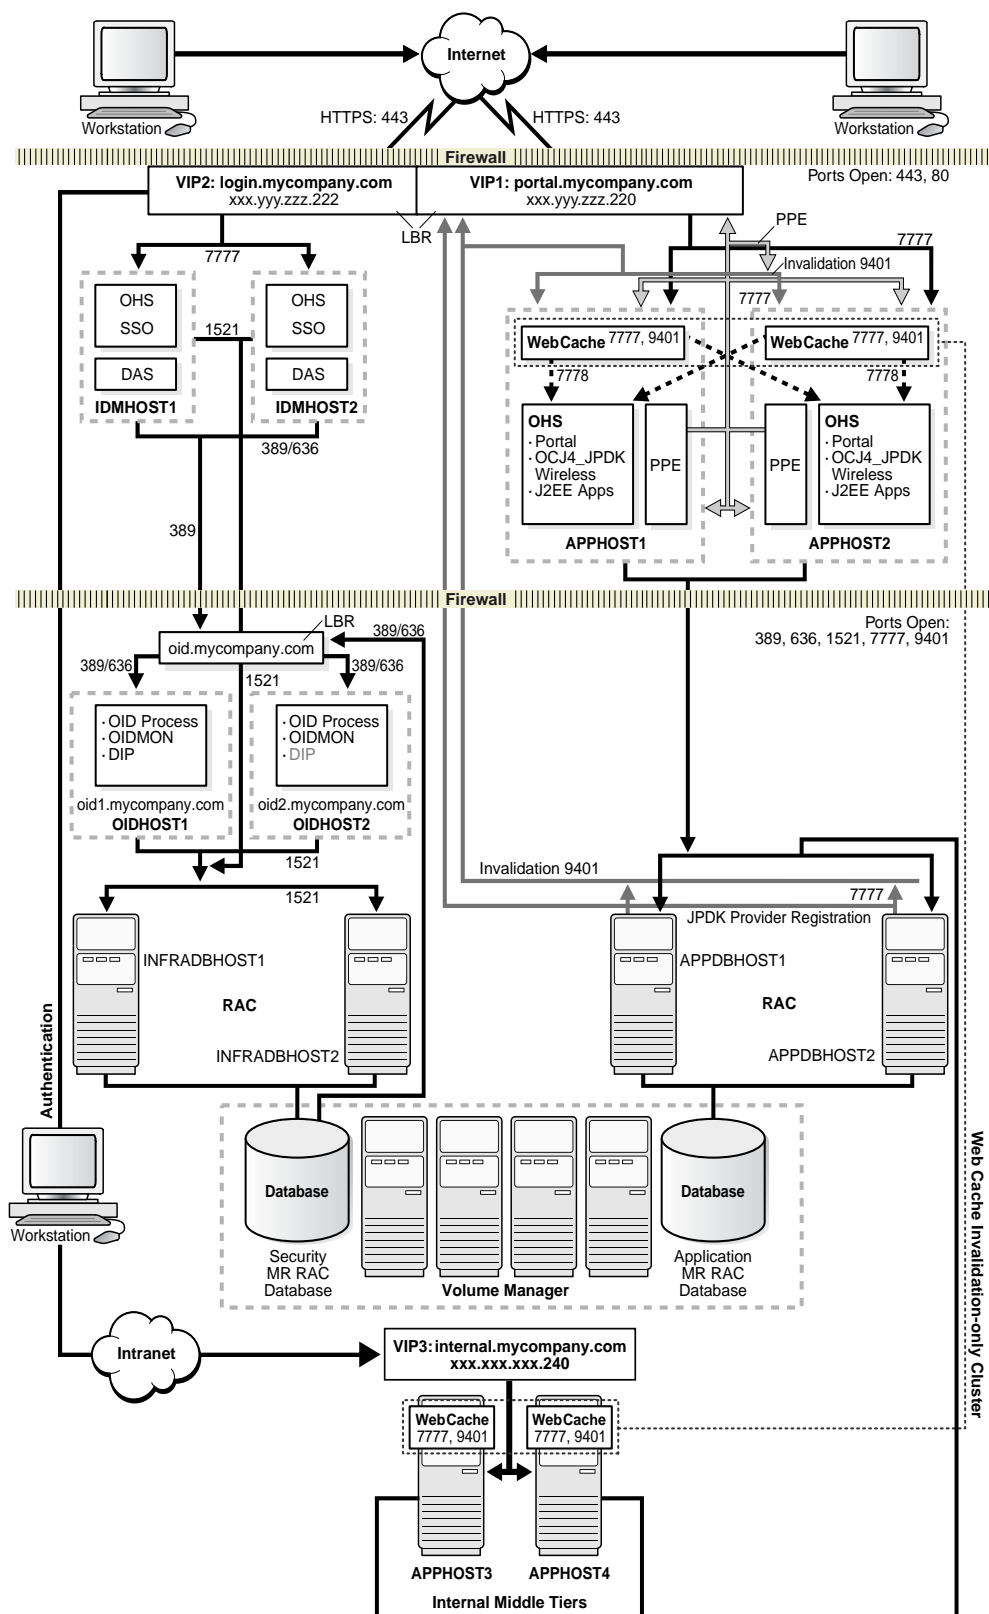 Internet
HTTPS: 443
HTTPS: 443
Workstation
Workstation
Firewall
Ports Open: 443, 80
VIP2: login.mycompany.com
xxx.yyy.zzz.222
VIP1: portal.mycompany.com
xxx.yyy.zzz.220
LBR
PPE
7777
7777
Invalidation 9401
7777
OHS
SSO
DAS
IDMHOST1
1521
OHS
SSO
DAS
IDMHOST2
389/636
WebCache 7777, 9401
WebCache 7777, 9401
7778
7778
OHS
· Portal
· OCJ4_JPDK
Wireless
· J2EE Apps
PPE
APPHOST1
PPE
OHS
· Portal
· OCJ4_JPDK
Wireless
· J2EE Apps
APPHOST2
389
Firewall
Ports Open:
389, 636, 1521, 7777, 9401
LBR
oid.mycompany.com
389/636
389/636
389/636
1521
· OID Process
· OIDMON
· DIP
oid1.mycompany.com
OIDHOST1
· OID Process
· OIDMON
· DIP
oid2.mycompany.com
OIDHOST2
1521
1521
Invalidation 9401
7777
JPDK Provider Registration
INFRADBHOST1
RAC
INFRADBHOST2
APPDBHOST1
RAC
APPDBHOST2
Authentication
Workstation
Database
Security
MR RAC
Database
Volume Manager
Database
Application
MR RAC
Database
Web Cache Invalidation-only Cluster
Intranet
VIP3: internal.mycompany.com
xxx.xxx.xxx.240
WebCache
7777, 9401
WebCache
7777, 9401
APPHOST3
APPHOST4
Internal Middle Tiers